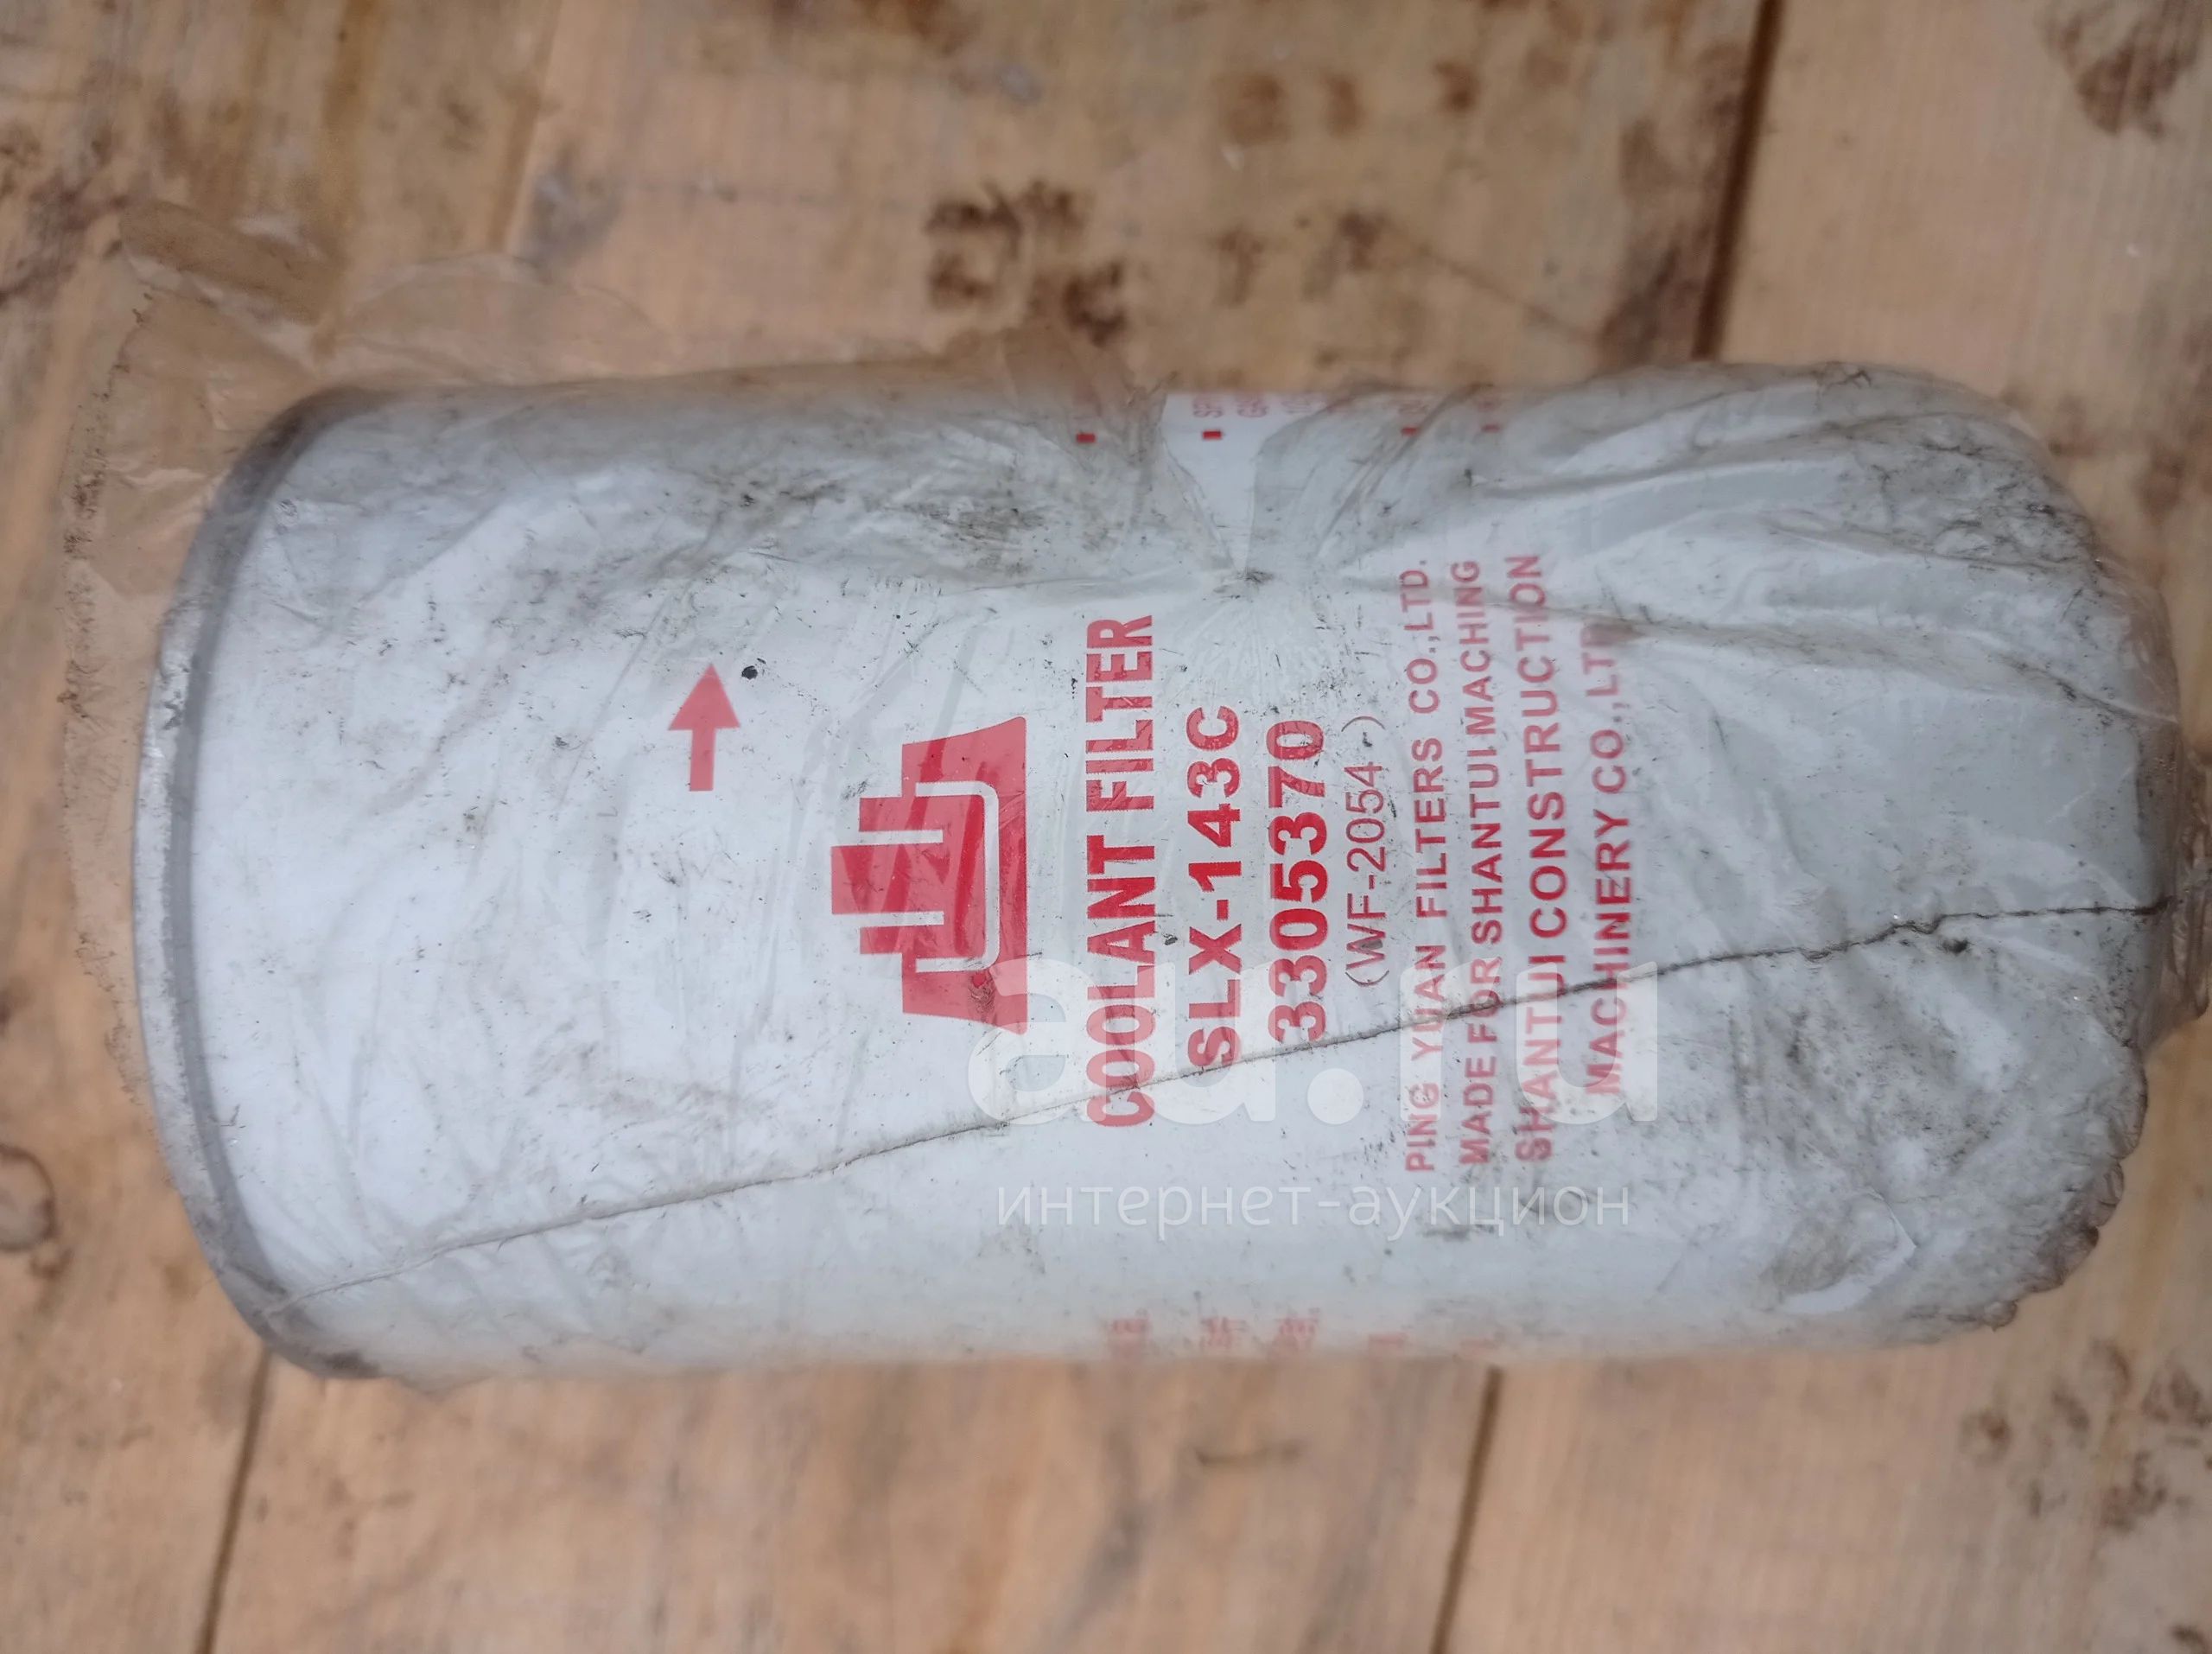 COOLANT FILTER
SLX-143C
3305370
(WF-2054-)
PING YUAN FILTERS CO.,LTD.
MADE FOR SHANTUI MACHING
SHANTUI CONSTRUCTION
MACHINERY CO.,LTD
au.ru
интернет-аукцион